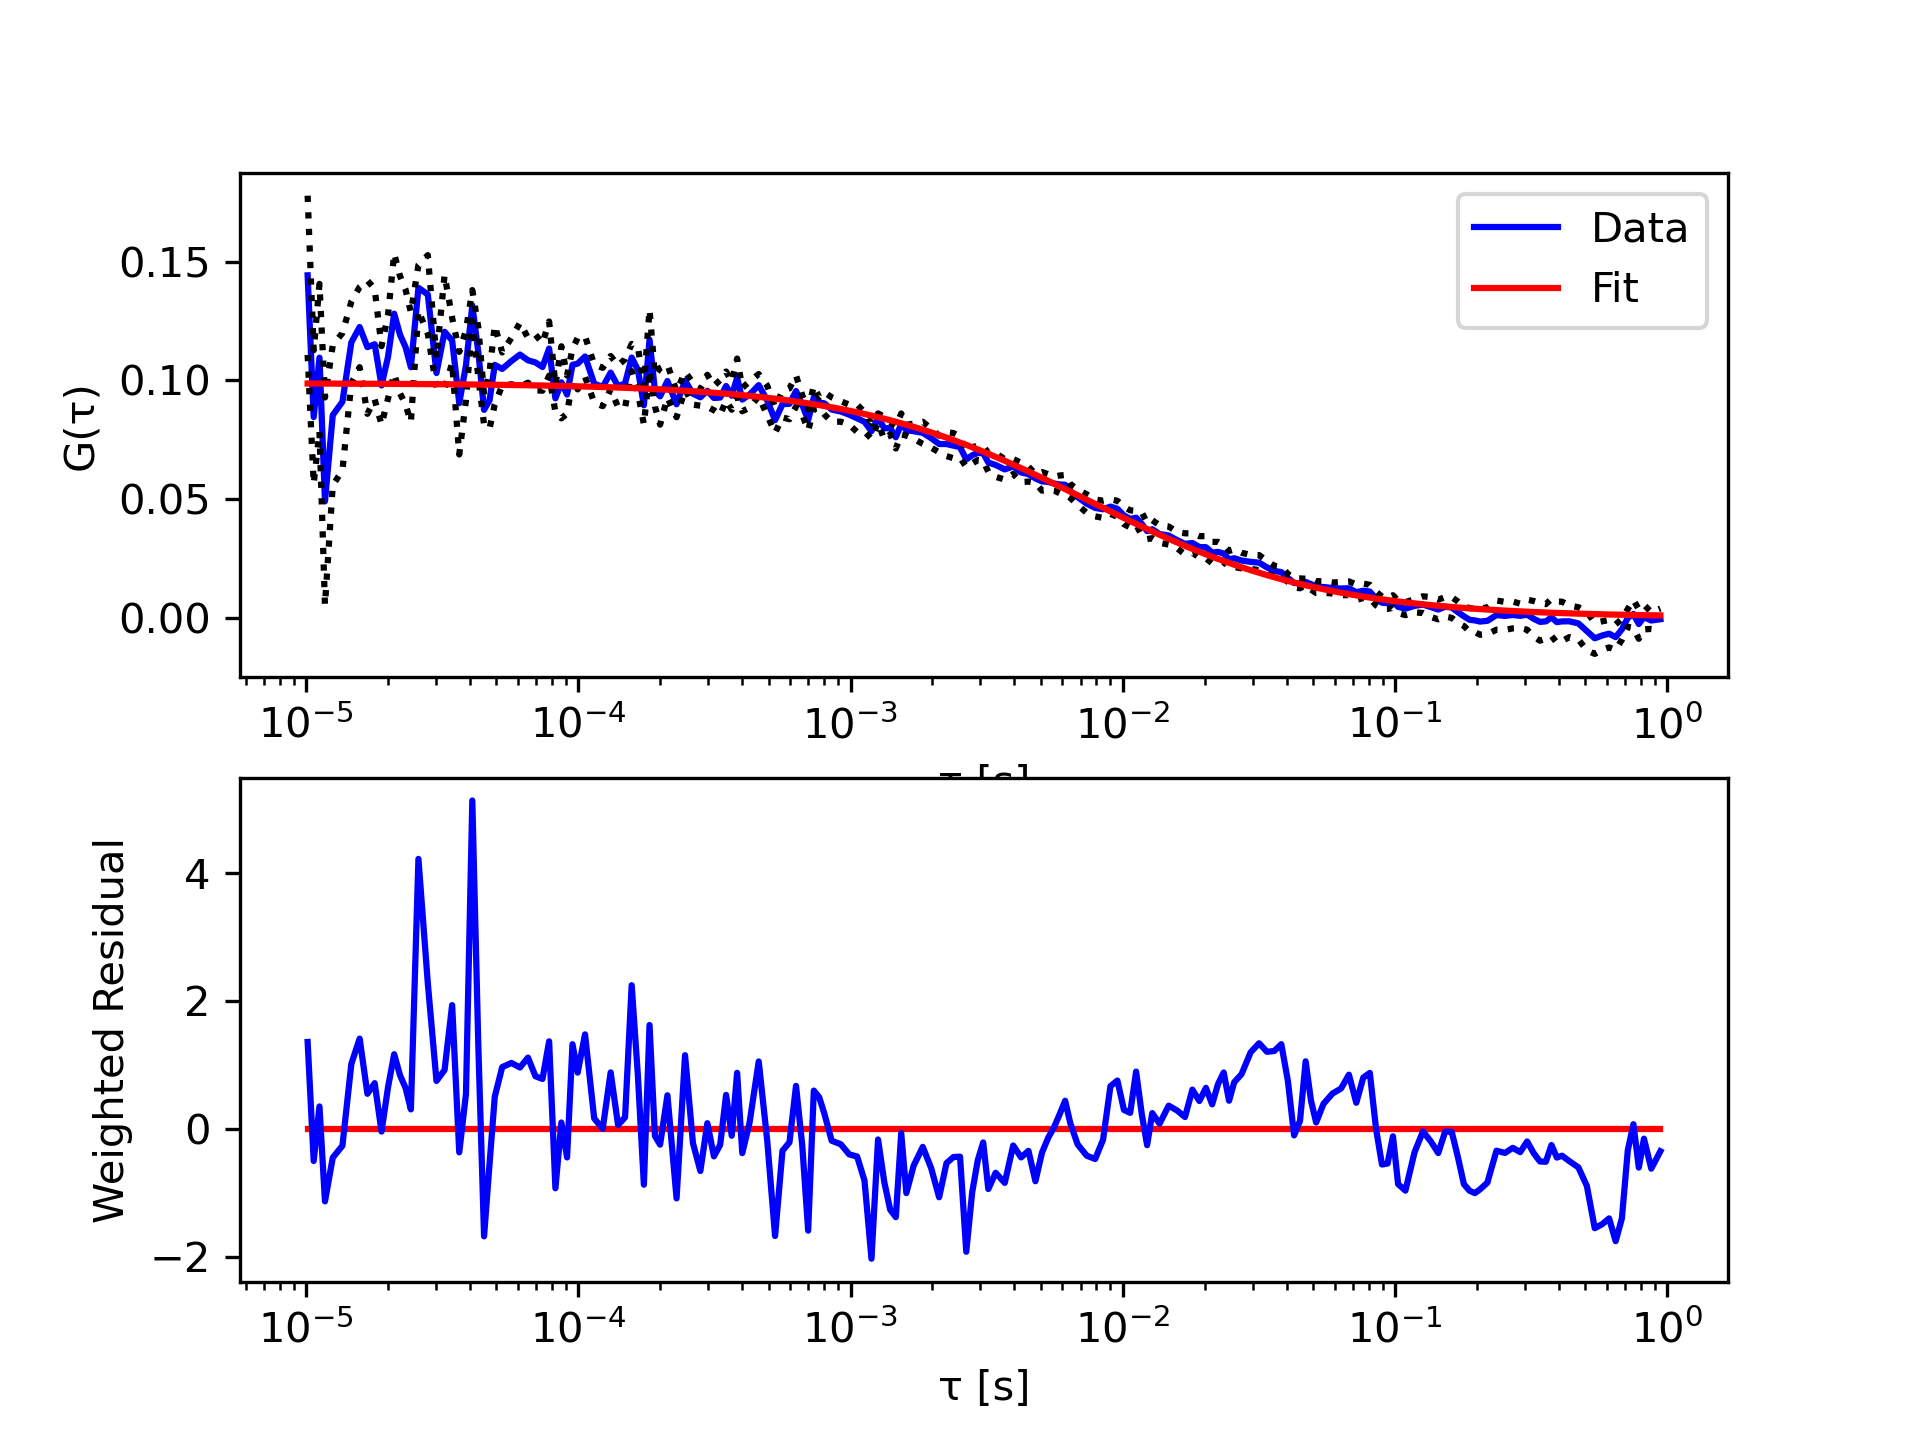 Data
Fit
G(τ)
0.15
0.10
0.05
0.00
10⁻⁵ 10⁻⁴ 10⁻³ 10⁻² 10⁻¹ 10⁰
τ [s]
Weighted Residual
4
2
0
−2
10⁻⁵ 10⁻⁴ 10⁻³ 10⁻² 10⁻¹ 10⁰
τ [s]